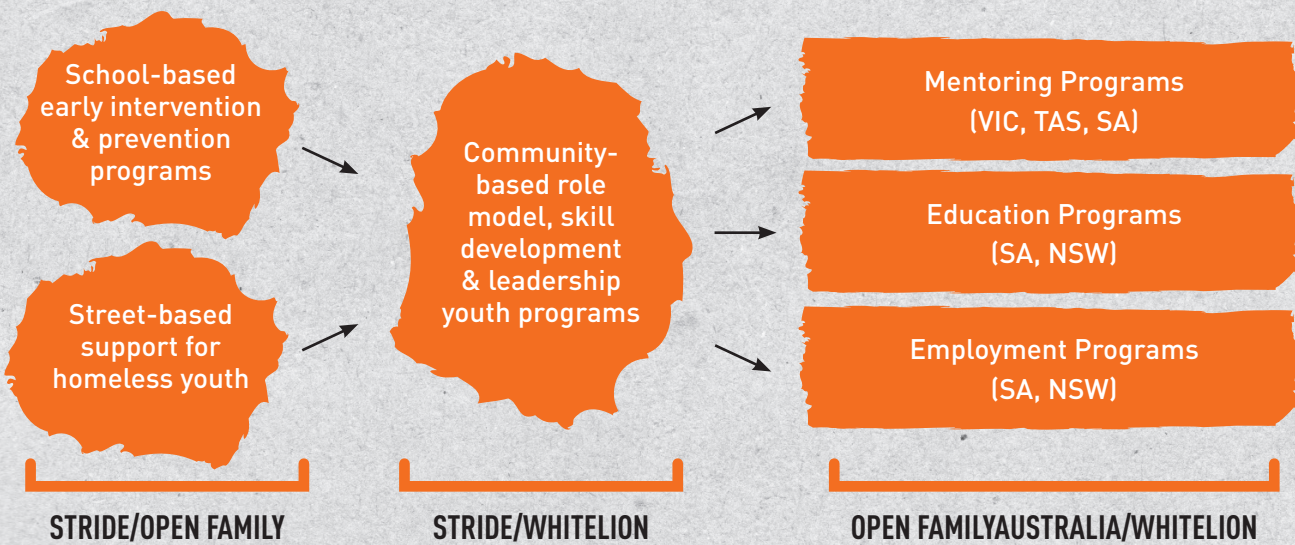 School-based
early intervention
& prevention
programs
Street-based
support for
homeless youth
Community-
based role
model, skill
development
& leadership
youth programs
Mentoring Programs
(VIC, TAS, SA)
Education Programs
(SA, NSW)
Employment Programs
(SA, NSW)
STRIDE/OPEN FAMILY
STRIDE/WHITELION
OPEN FAMILYAUSTRALIA/WHITELION